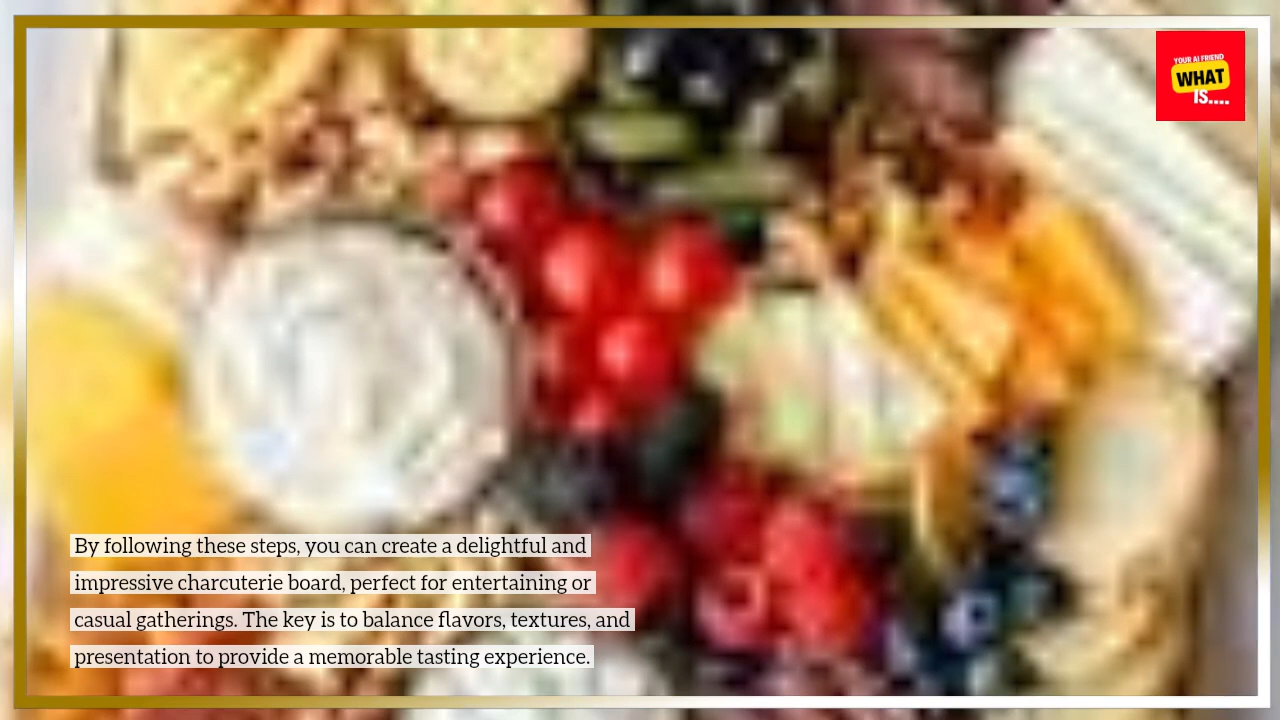 YOUR AI FRIEND
WHAT
IS....
By following these steps, you can create a delightful and
impressive charcuterie board, perfect for entertaining or
casual gatherings. The key is to balance flavors, textures, and
presentation to provide a memorable tasting experience.